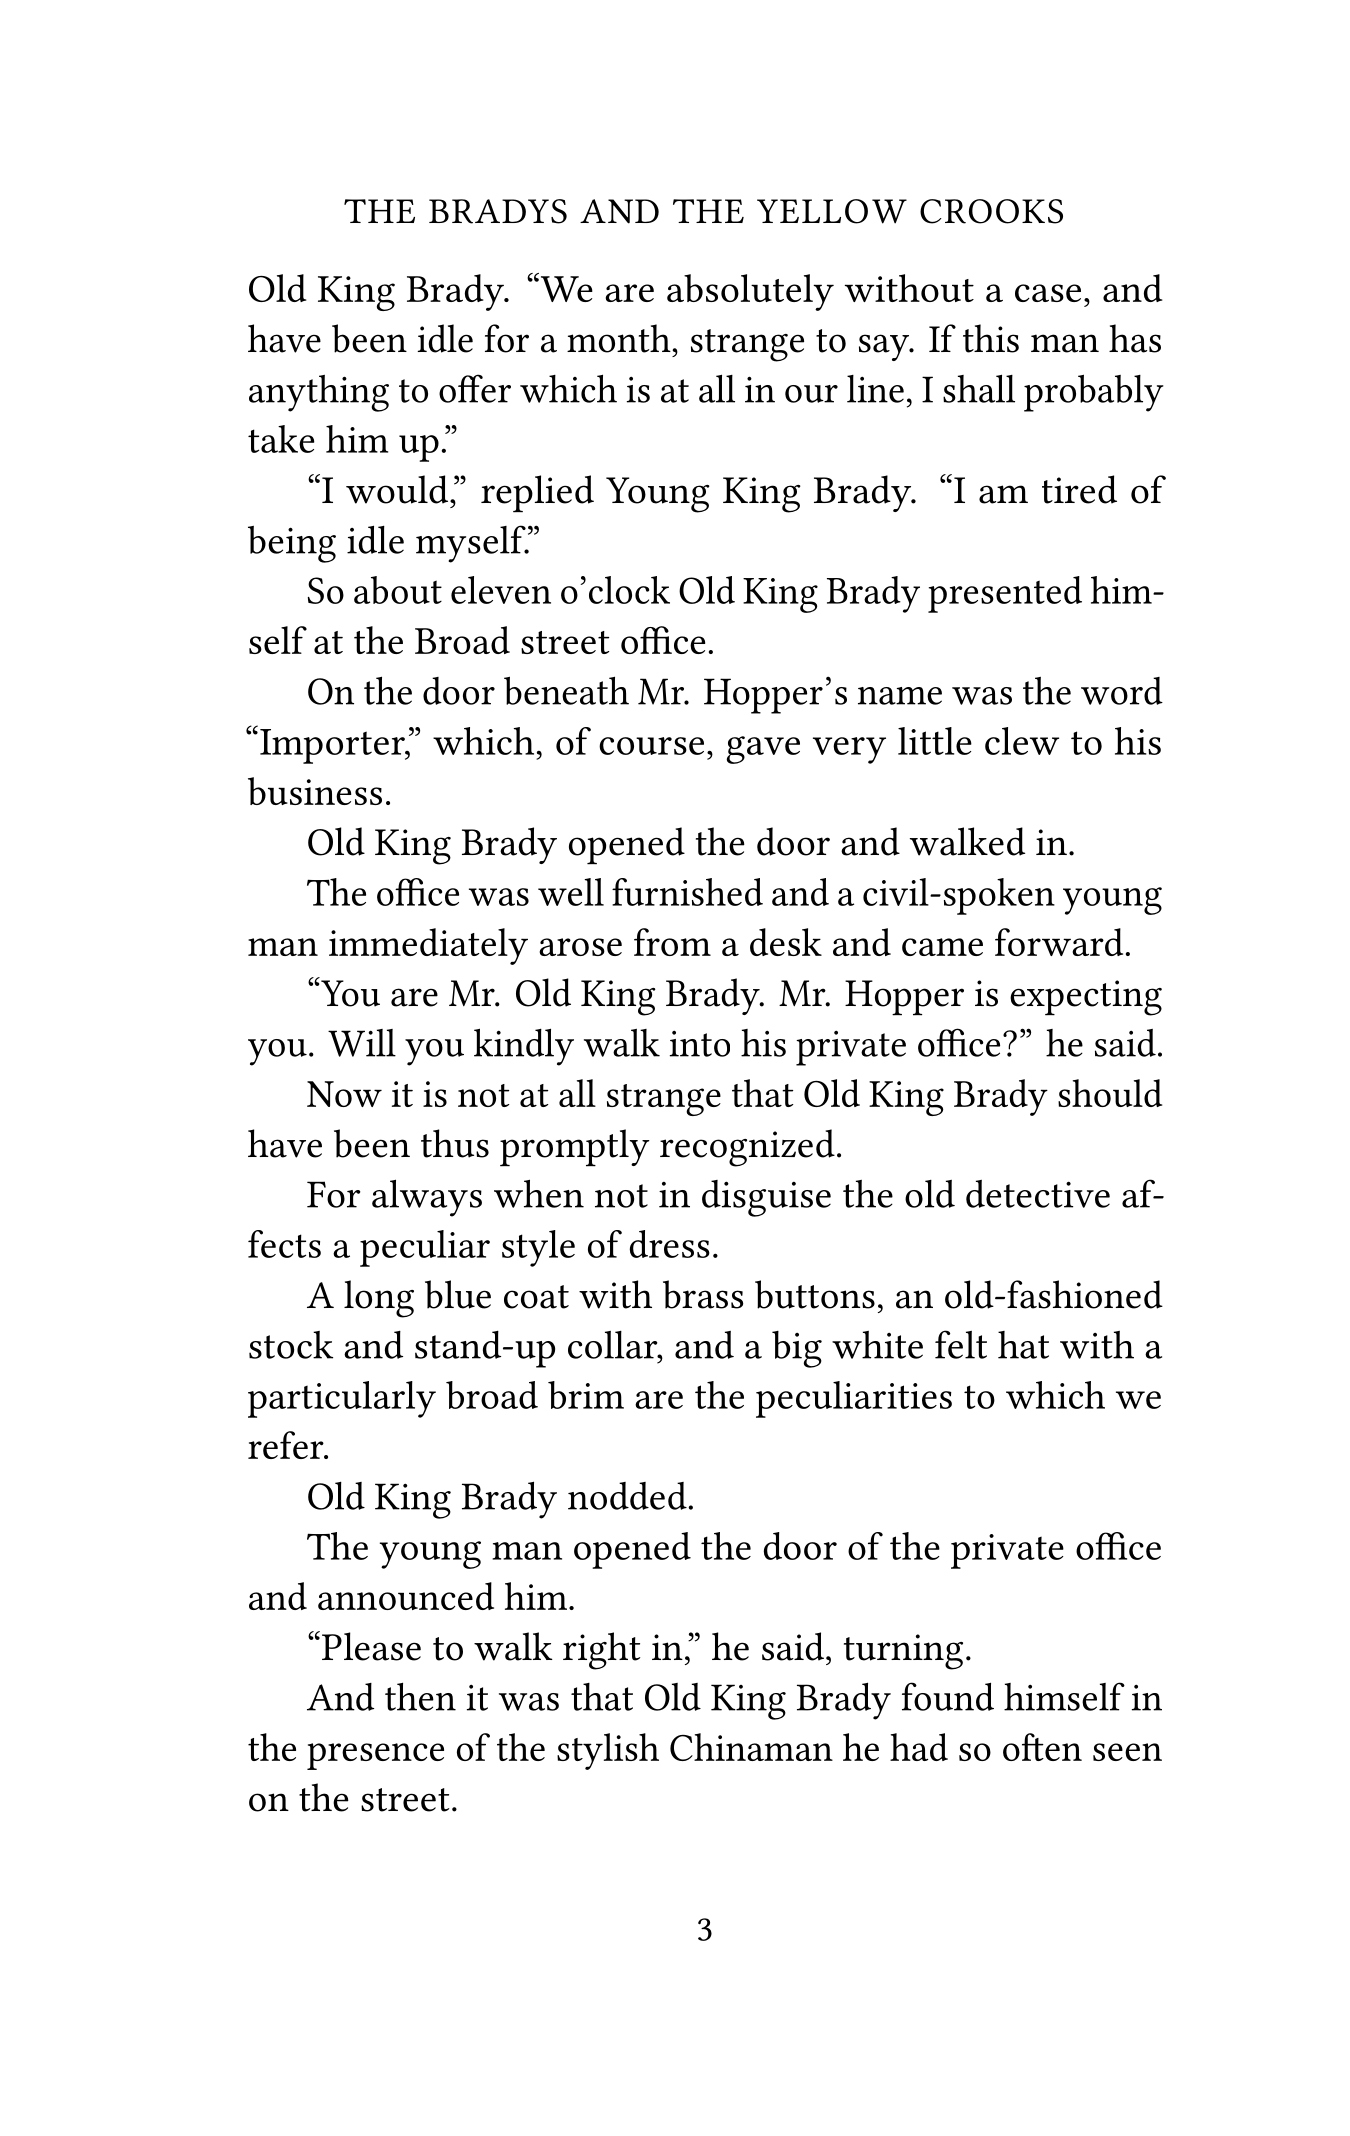 THE BRADYS AND THE YELLOW CROOKS
Old King Brady. “We are absolutely without a case, and
have been idle for a month, strange to say. If this man has
anything to offer which is at all in our line, I shall probably
take him up.”
“I would,” replied Young King Brady. “I am tired of
being idle myself.”
So about eleven o’clock Old King Brady presented him-
self at the Broad street office.
On the door beneath Mr. Hopper’s name was the word
“Importer,” which, of course, gave very little clew to his
business.
Old King Brady opened the door and walked in.
The office was well furnished and a civil-spoken young
man immediately arose from a desk and came forward.
“You are Mr. Old King Brady. Mr. Hopper is expecting
you. Will you kindly walk into his private office?” he said.
Now it is not at all strange that Old King Brady should
have been thus promptly recognized.
For always when not in disguise the old detective af-
fects a peculiar style of dress.
A long blue coat with brass buttons, an old-fashioned
stock and stand-up collar, and a big white felt hat with a
particularly broad brim are the peculiarities to which we
refer.
Old King Brady nodded.
The young man opened the door of the private office
and announced him.
“Please to walk right in,” he said, turning.
And then it was that Old King Brady found himself in
the presence of the stylish Chinaman he had so often seen
on the street.
3